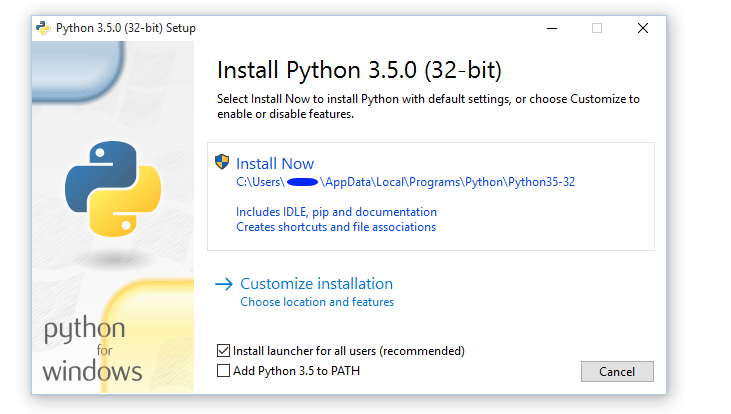 Python 3.5.0 (32-bit) Setup
Install Python 3.5.0 (32-bit)
Select Install Now to install Python with default settings, or choose Customize to
enable or disable features.
Install Now
C:\Users\ \AppData\Local\Programs\Python\Python35-32
Includes IDLE, pip and documentation
Creates shortcuts and file associations
Customize installation
Choose location and features
python
for
windows
Install launcher for all users (recommended)
Add Python 3.5 to PATH
Cancel